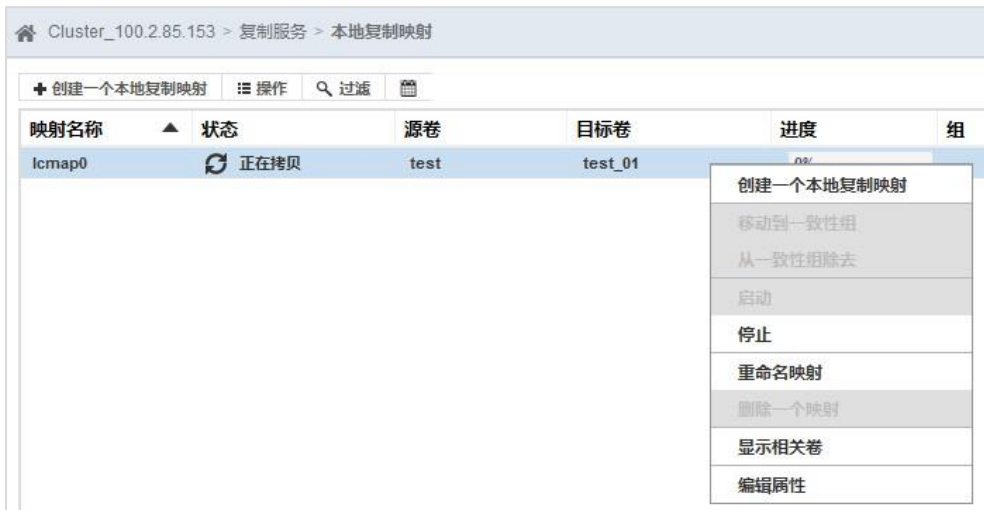 Cluster_100.2.85.153 > 复制服务 > 本地复制映射
创建一个本地复制映射 操作 过滤
映射名称 状态 源卷 目标卷 进度 组
lcmap0 正在拷贝 test test_01 0%
创建一个本地复制映射
移动到一致性组
从一致性组除去
启动
停止
重命名映射
删除一个映射
显示相关卷
编辑属性